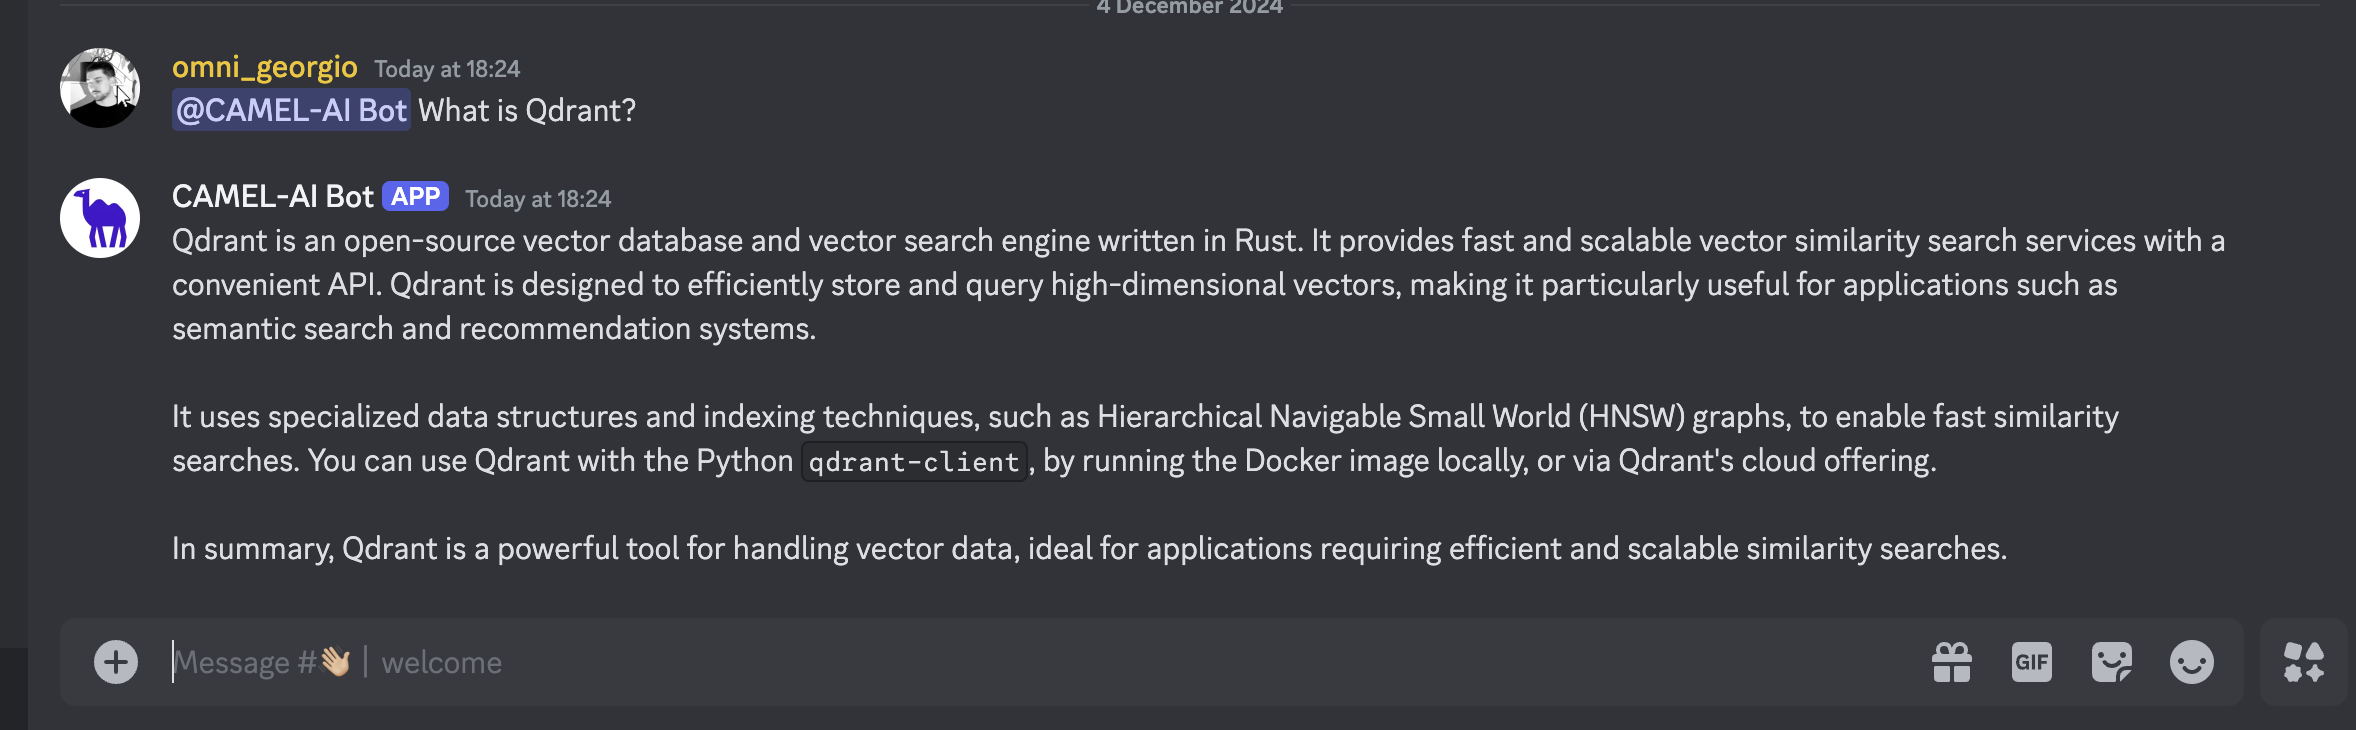 4 December 2024
omni_georgio Today at 18:24
@CAMEL-AI Bot What is Qdrant?
CAMEL-AI Bot APP Today at 18:24
Qdrant is an open-source vector database and vector search engine written in Rust. It provides fast and scalable vector similarity search services with a
convenient API. Qdrant is designed to efficiently store and query high-dimensional vectors, making it particularly useful for applications such as
semantic search and recommendation systems.
It uses specialized data structures and indexing techniques, such as Hierarchical Navigable Small World (HNSW) graphs, to enable fast similarity
searches. You can use Qdrant with the Python qdrant-client, by running the Docker image locally, or via Qdrant's cloud offering.
In summary, Qdrant is a powerful tool for handling vector data, ideal for applications requiring efficient and scalable similarity searches.
Message #👋🏼 | welcome GIF